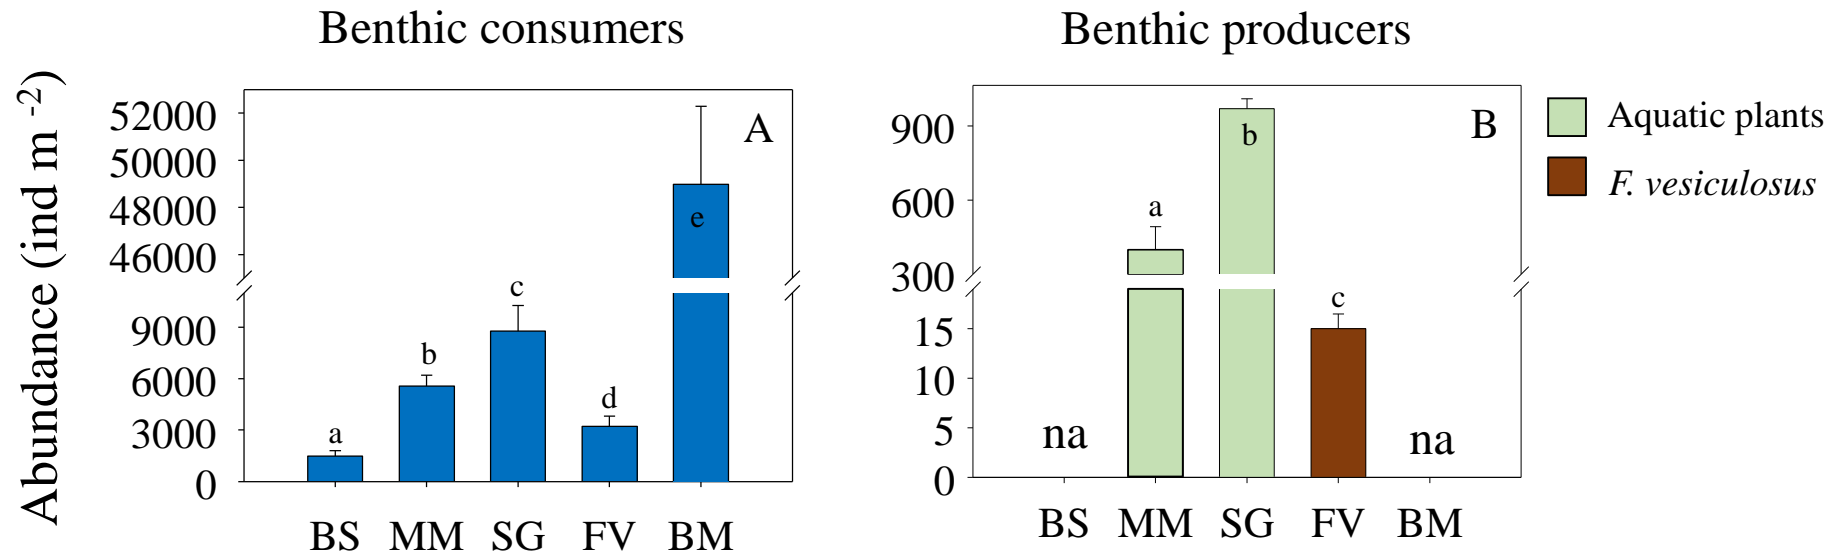 Benthic consumers
Benthic producers
Abundance (ind m -2)
52000
50000
48000
46000
9000
6000
3000
0
A
a
b
c
d
e
BS MM SG FV BM
900
600
300
15
10
5
0
B
na
a
b
c
na
BS MM SG FV BM
Aquatic plants
F. vesiculosus